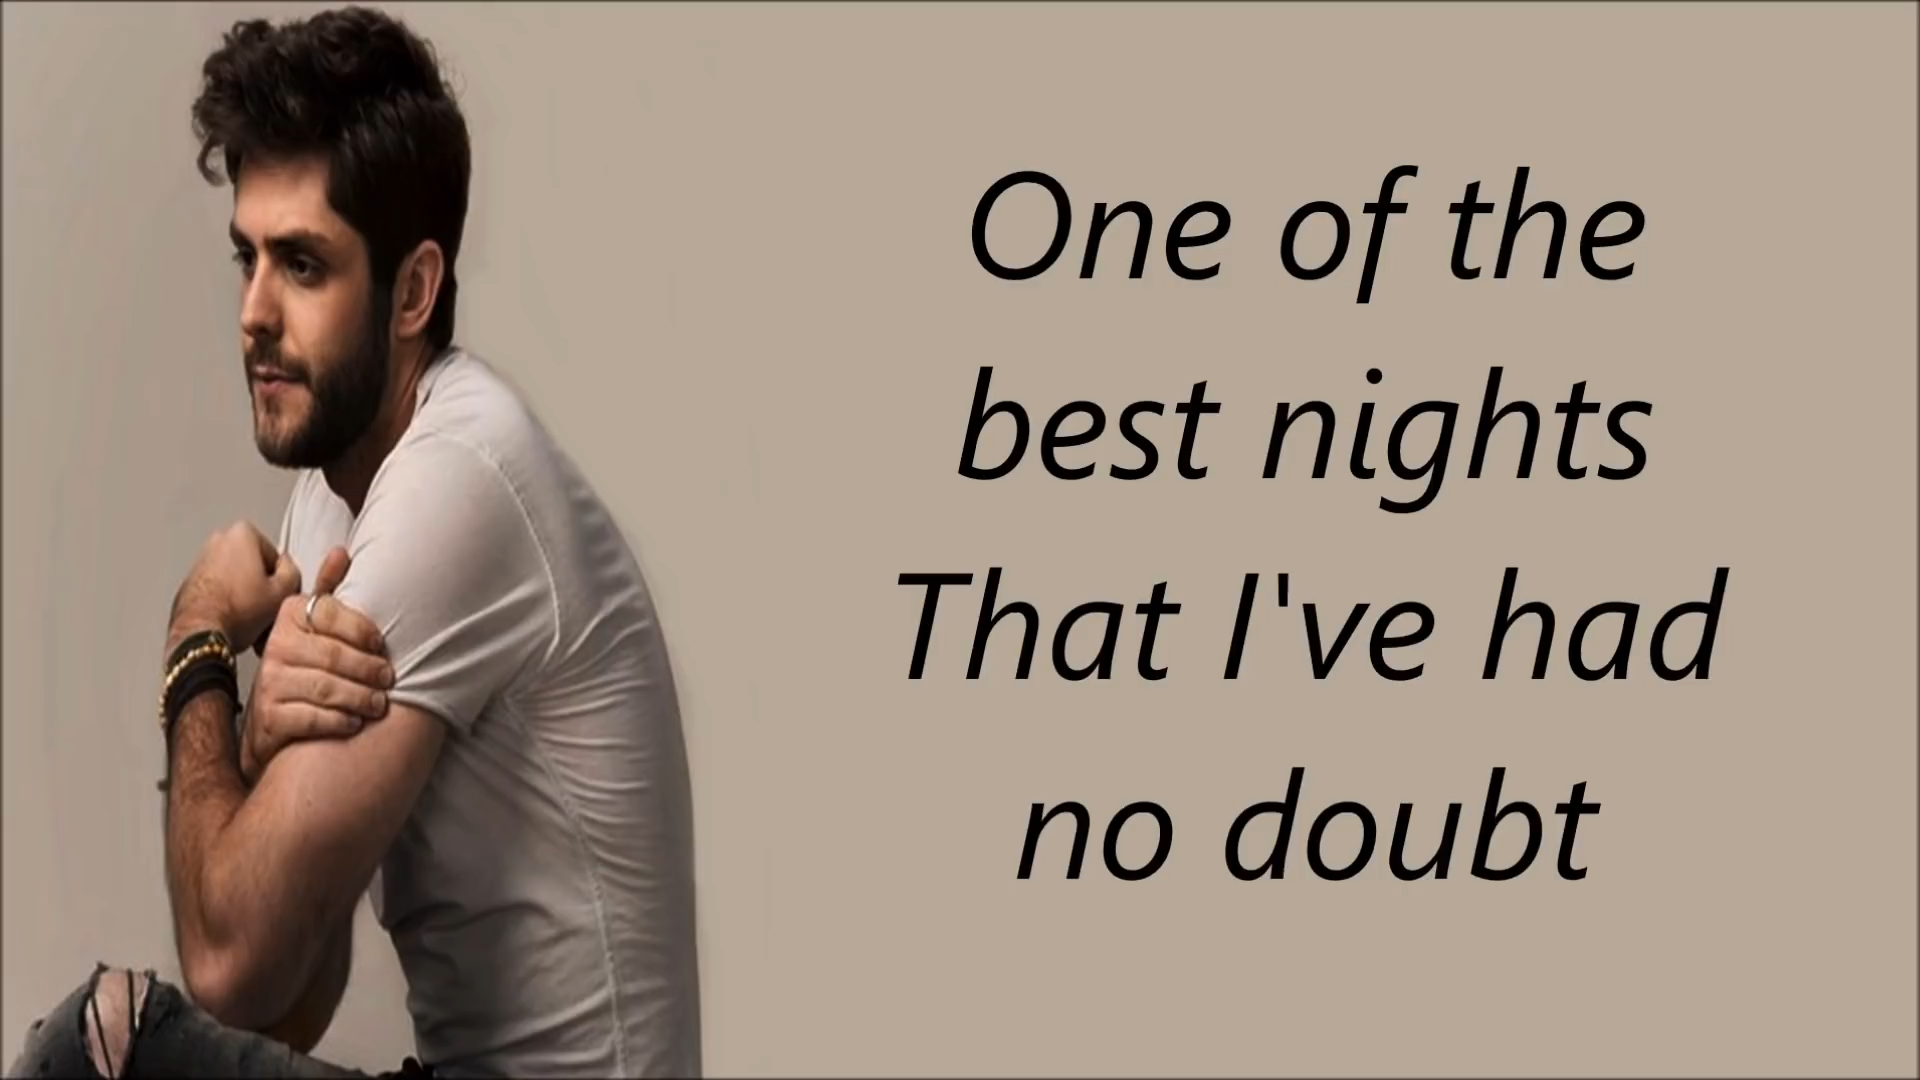 One of the
best nights
That I've had
no doubt